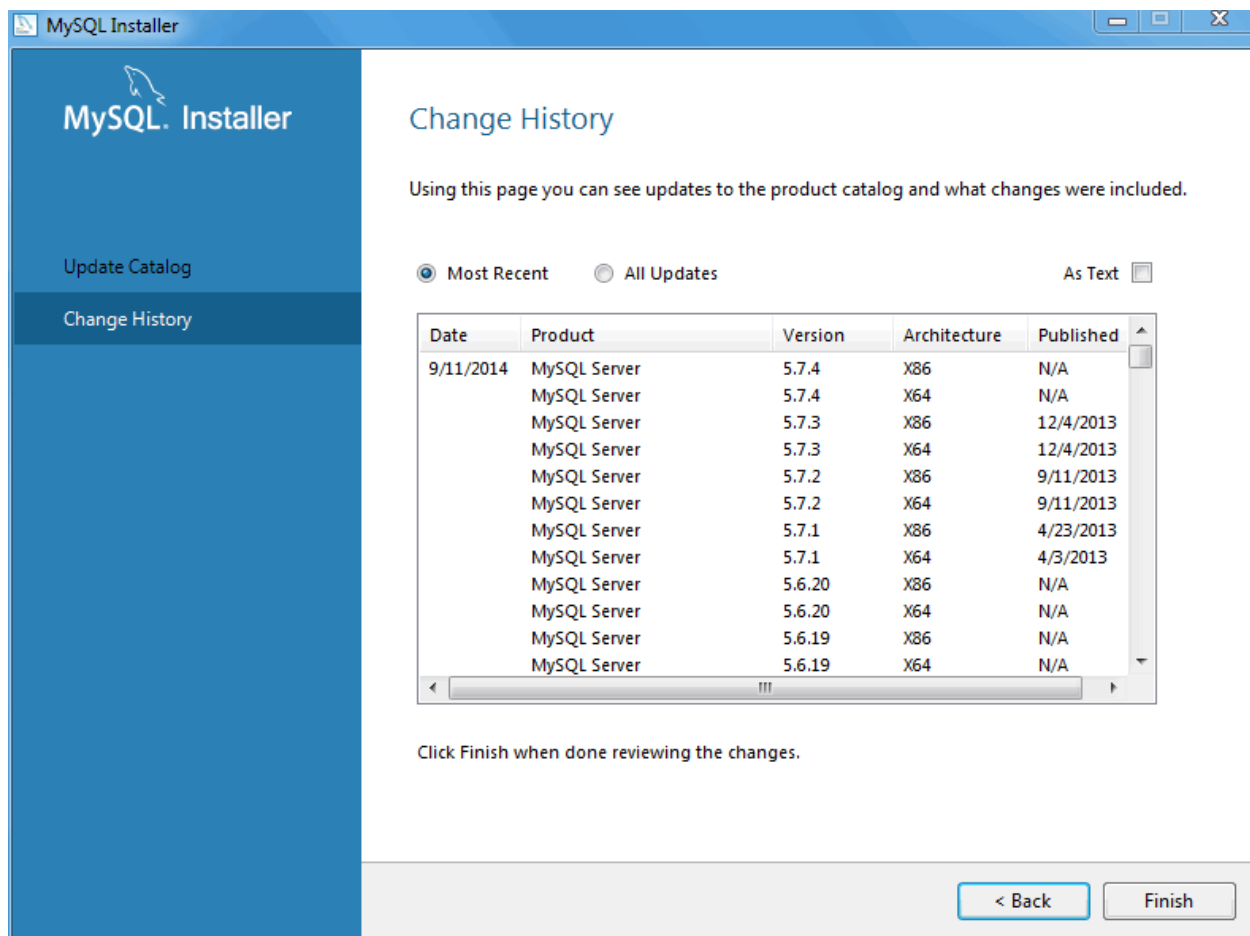 MySQL Installer
MySQL. Installer
Update Catalog
Change History
Change History
Using this page you can see updates to the product catalog and what changes were included.
Most Recent All Updates As Text
Date Product Version Architecture Published
9/11/2014 MySQL Server 5.7.4 X86 N/A
MySQL Server 5.7.4 X64 N/A
MySQL Server 5.7.3 X86 12/4/2013
MySQL Server 5.7.3 X64 12/4/2013
MySQL Server 5.7.2 X86 9/11/2013
MySQL Server 5.7.2 X64 9/11/2013
MySQL Server 5.7.1 X86 4/23/2013
MySQL Server 5.7.1 X64 4/3/2013
MySQL Server 5.6.20 X86 N/A
MySQL Server 5.6.20 X64 N/A
MySQL Server 5.6.19 X86 N/A
MySQL Server 5.6.19 X64 N/A
Click Finish when done reviewing the changes.
< Back Finish